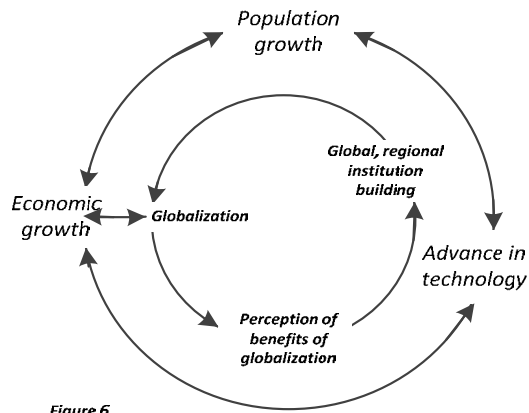 Population
growth
Global, regional
institution
building
Economic
growth
Globalization
Advance in
technology
Perception of
benefits of
globalization
Figure 6